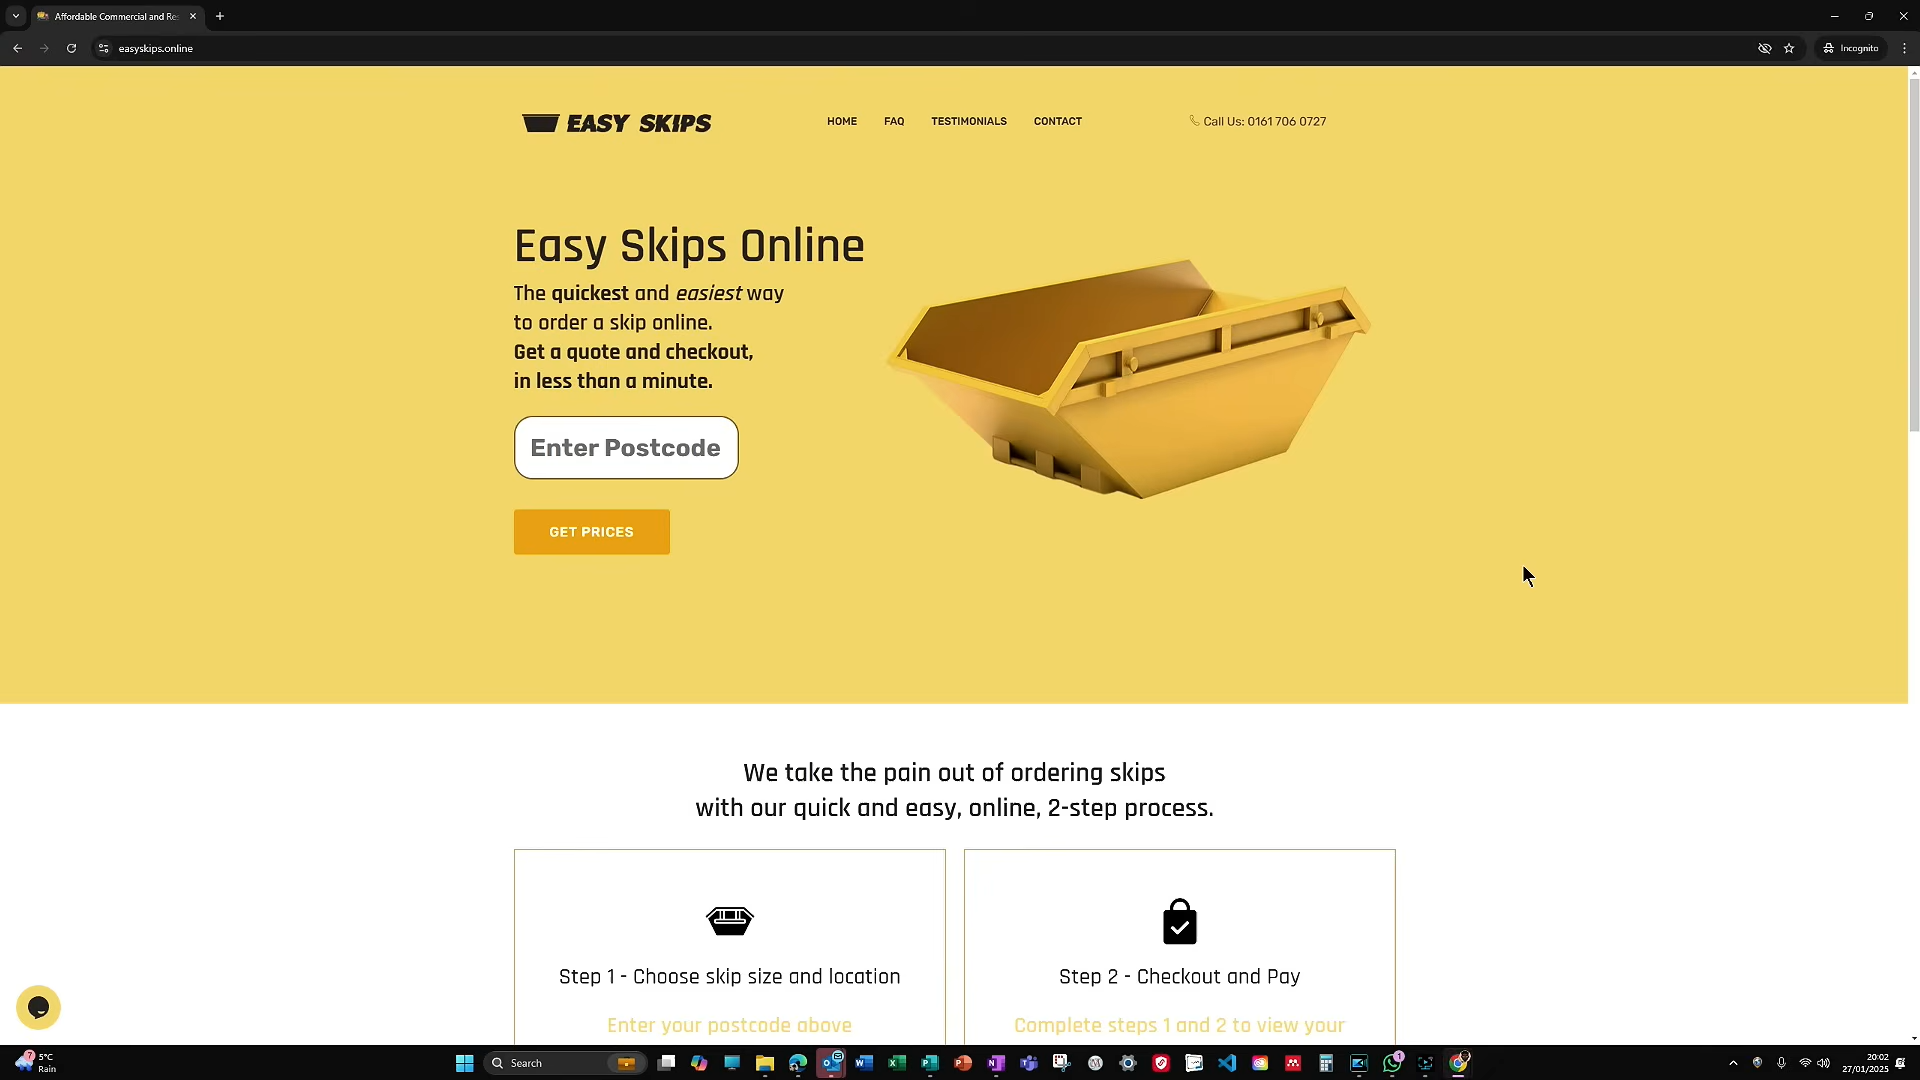 Affordable Commercial and Res
easyskips.online
Incognito
EASY SKIPS
HOME
FAQ
TESTIMONIALS
CONTACT
Call Us: 0161 706 0727
Easy Skips Online
The quickest and easiest way
to order a skip online.
Get a quote and checkout,
in less than a minute.
Enter Postcode
GET PRICES
We take the pain out of ordering skips
with our quick and easy, online, 2-step process.
Step 1 - Choose skip size and location
Enter your postcode above
Step 2 - Checkout and Pay
Complete steps 1 and 2 to view your
7
5°C
Rain
Search
1
20:02
27/01/2025